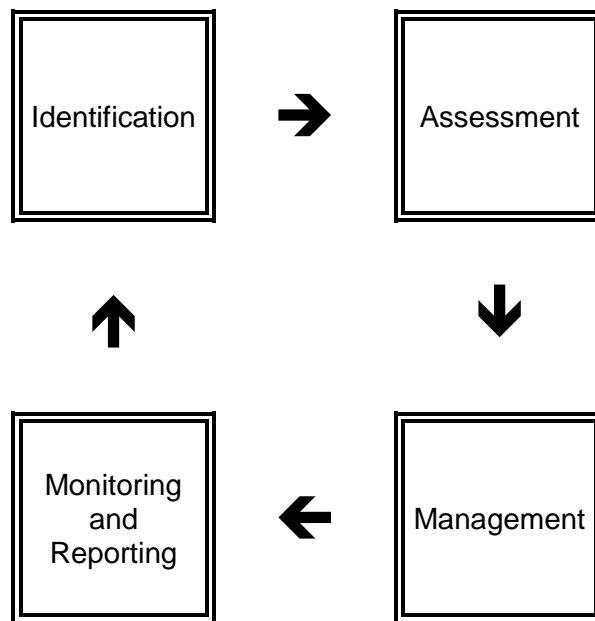 Identification
Assessment
Monitoring
and
Reporting
Management